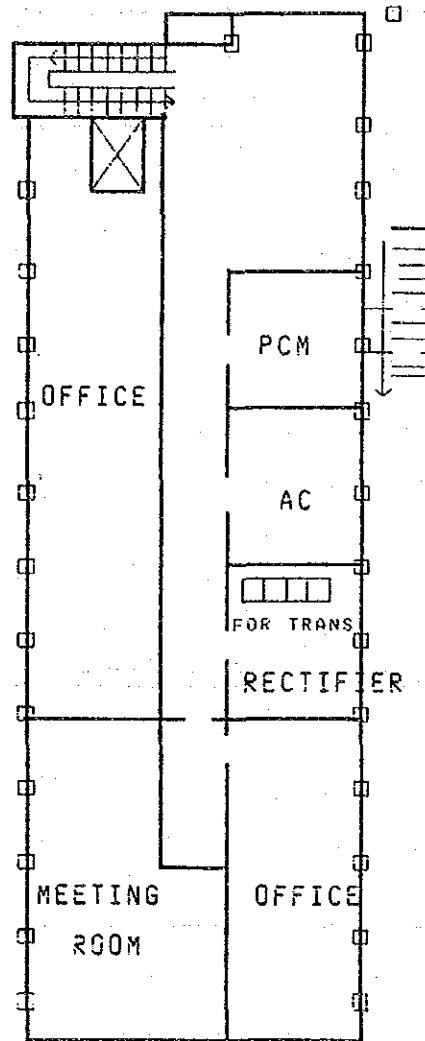 PCM
OFFICE
AC
FOR TRANS
RECTIFIER
MEETING
ROOM
OFFICE